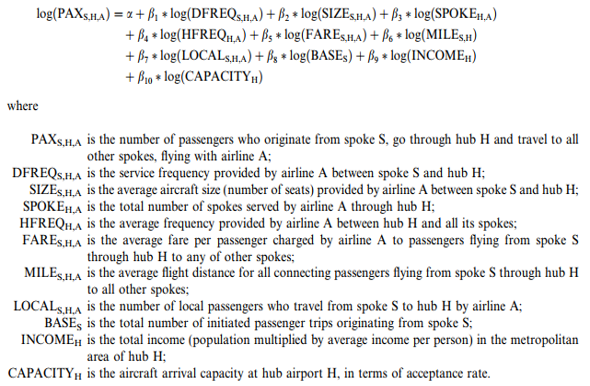 log(PAX_S,H,A) = α + β₁ * log(DFREQ_S,H,A) + β₂ * log(SIZE_S,H,A) + β₃ * log(SPOKE_H,A)
+ β₄ * log(HFREQ_H,A) + β₅ * log(FARE_S,H,A) + β₆ * log(MILE_S,H)
+ β₇ * log(LOCAL_S,H,A) + β₈ * log(BASE_S) + β₉ * log(INCOME_H)
+ β₁₀ * log(CAPACITY_H)
where
PAX_S,H,A is the number of passengers who originate from spoke S, go through hub H and travel to all
other spokes, flying with airline A;
DFREQ_S,H,A is the service frequency provided by airline A between spoke S and hub H;
SIZE_S,H,A is the average aircraft size (number of seats) provided by airline A between spoke S and hub H;
SPOKE_H,A is the total number of spokes served by airline A through hub H;
HFREQ_H,A is the average frequency provided by airline A between hub H and all its spokes;
FARE_S,H,A is the average fare per passenger charged by airline A to passengers flying from spoke S
through hub H to any of other spokes;
MILE_S,H,A is the average flight distance for all connecting passengers flying from spoke S through hub H
to all other spokes;
LOCAL_S,H,A is the number of local passengers who travel from spoke S to hub H by airline A;
BASE_S is the total number of initiated passenger trips originating from spoke S;
INCOME_H is the total income (population multiplied by average income per person) in the metropolitan
area of hub H;
CAPACITY_H is the aircraft arrival capacity at hub airport H, in terms of acceptance rate.